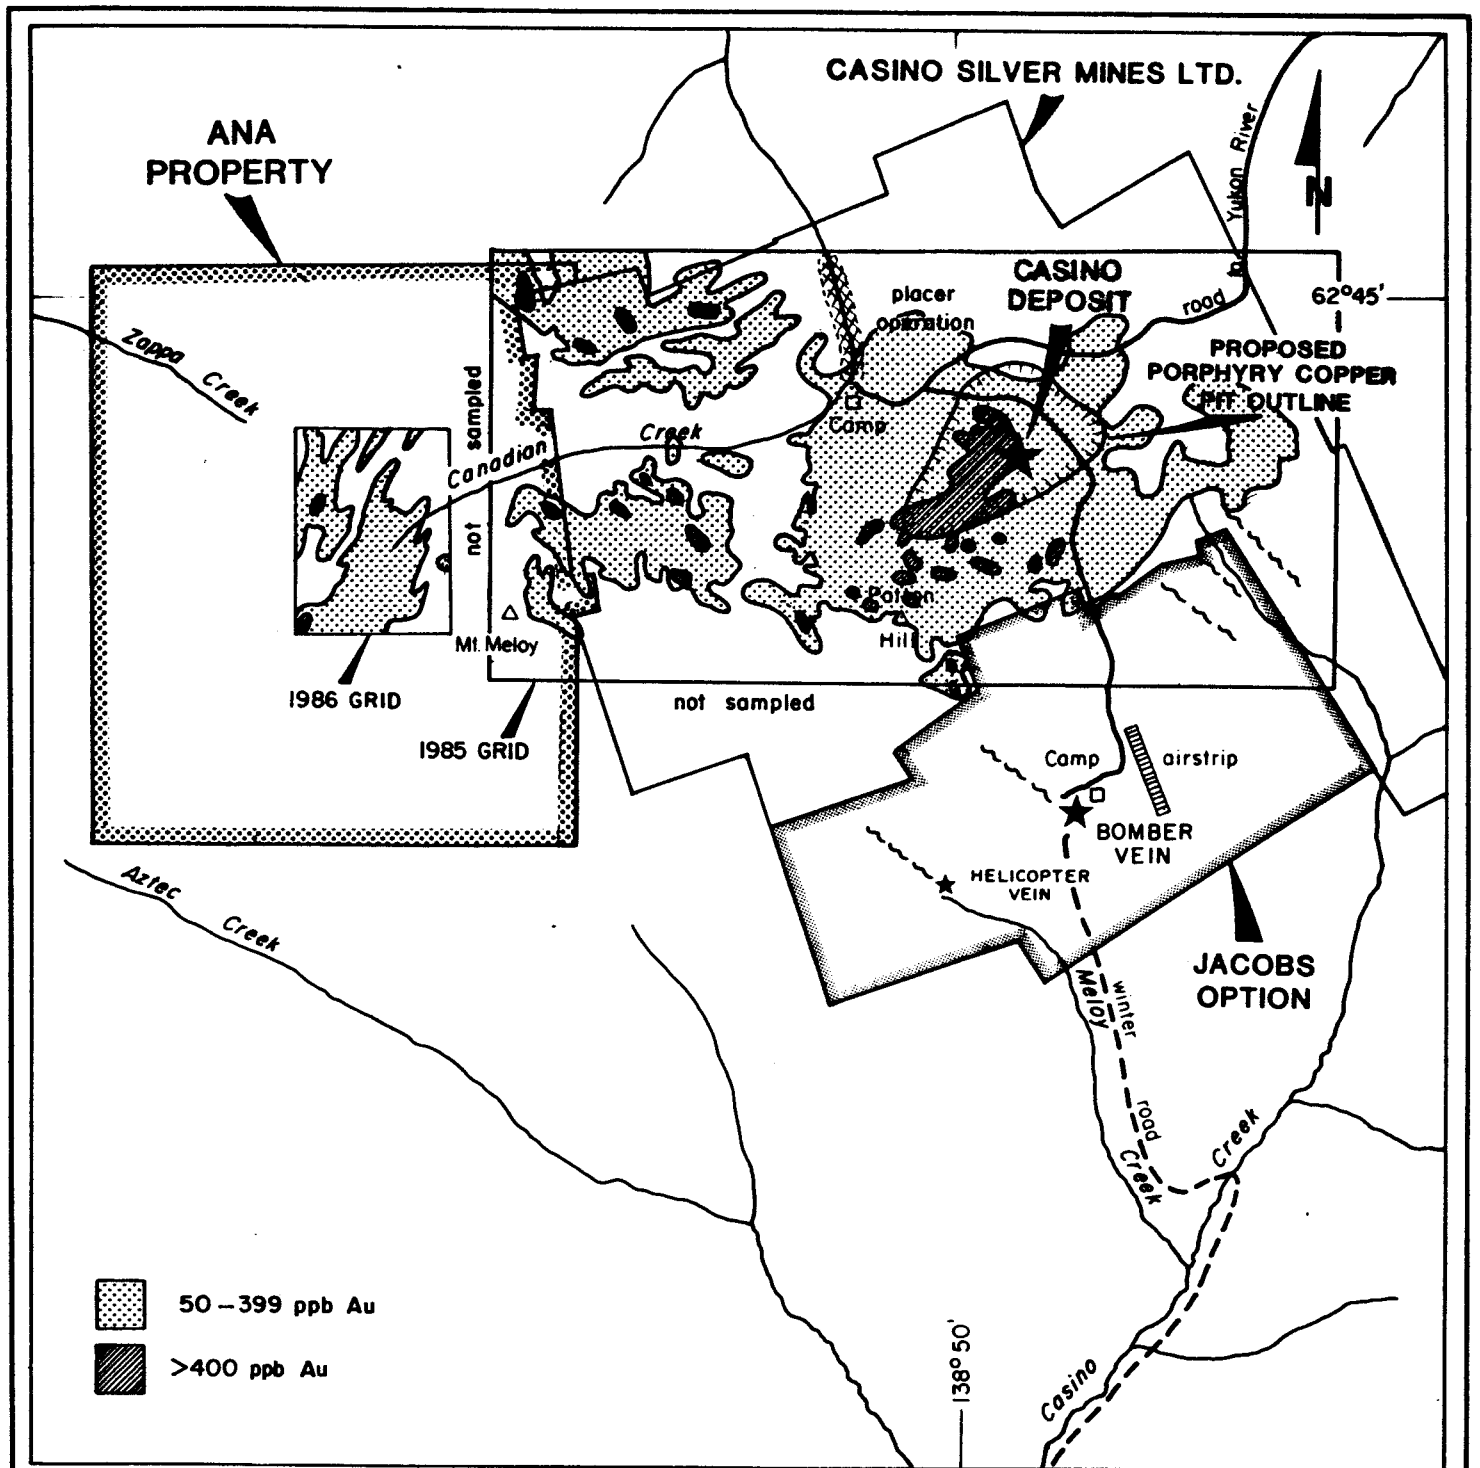 CASINO SILVER MINES LTD.
ANA
PROPERTY
to Yukon River
N
CASINO
DEPOSIT
placer
operation
road
62°45'
PROPOSED
PORPHYRY COPPER
PIT OUTLINE
Zappa Creek
not sampled
Canadian Creek
Camp
Patton
Hill
Mt. Meloy
1986 GRID
1985 GRID
not sampled
Camp
airstrip
BOMBER
VEIN
HELICOPTER
VEIN
Aztec Creek
JACOBS
OPTION
winter road
Meloy Creek
Casino Creek
50 – 399 ppb Au
>400 ppb Au
138° 50'